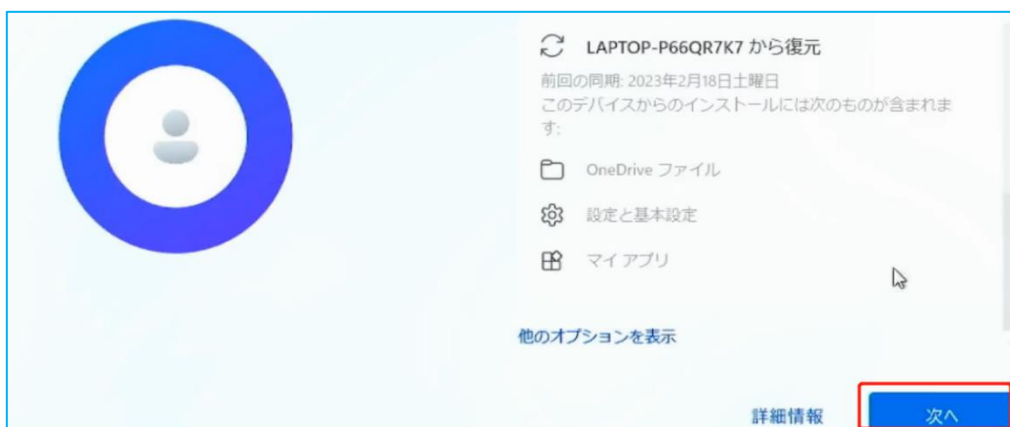 LAPTOP-P66QR7K7 から復元
前回の同期: 2023年2月18日土曜日
このデバイスからのインストールには次のものが含まれま
す:
OneDrive ファイル
設定と基本設定
マイ アプリ
他のオプションを表示
詳細情報
次へ